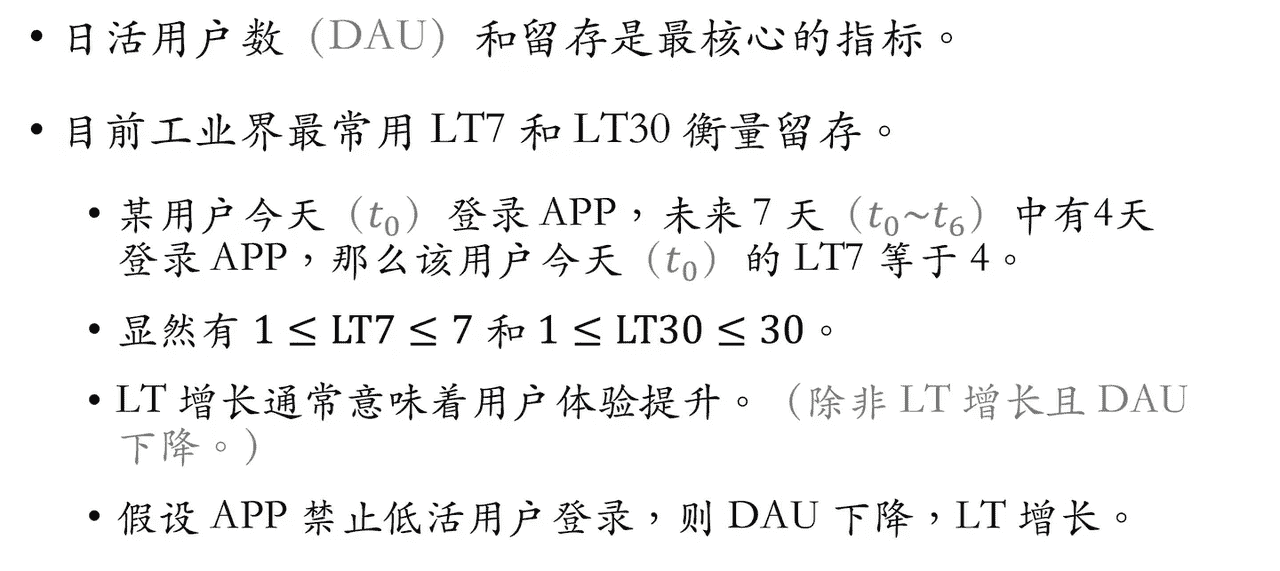 • 日活用户数（DAU）和留存是最核心的指标。
• 目前工业界最常用 LT7 和 LT30 衡量留存。
• 某用户今天（t₀）登录 APP，未来 7 天（t₀~t₆）中有4天
登录 APP，那么该用户今天（t₀）的 LT7 等于 4。
• 显然有 1 ≤ LT7 ≤ 7 和 1 ≤ LT30 ≤ 30。
• LT 增长通常意味着用户体验提升。（除非 LT 增长且 DAU
下降。）
• 假设 APP 禁止低活用户登录，则 DAU 下降，LT 增长。